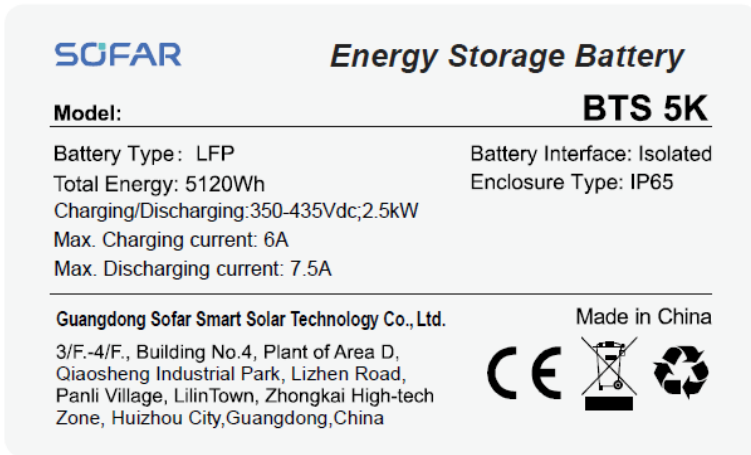 SOFAR
Energy Storage Battery
Model:
BTS 5K
Battery Type： LFP
Battery Interface: Isolated
Total Energy: 5120Wh
Enclosure Type: IP65
Charging/Discharging:350-435Vdc;2.5kW
Max. Charging current: 6A
Max. Discharging current: 7.5A
Guangdong Sofar Smart Solar Technology Co., Ltd.
Made in China
3/F.-4/F., Building No.4, Plant of Area D,
Qiaosheng Industrial Park, Lizhen Road,
Panli Village, LilinTown, Zhongkai High-tech
Zone, Huizhou City,Guangdong,China
CE